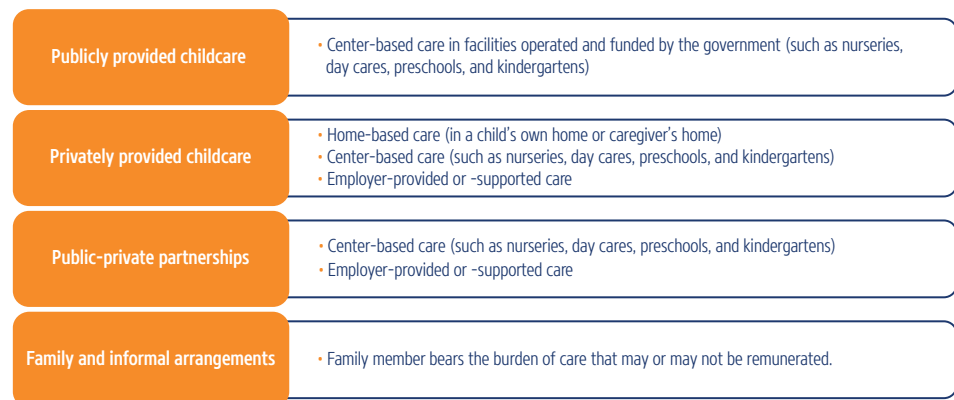 Publicly provided childcare
• Center-based care in facilities operated and funded by the government (such as nurseries,
day cares, preschools, and kindergartens)
Privately provided childcare
• Home-based care (in a child's own home or caregiver's home)
• Center-based care (such as nurseries, day cares, preschools, and kindergartens)
• Employer-provided or -supported care
Public-private partnerships
• Center-based care (such as nurseries, day cares, preschools, and kindergartens)
• Employer-provided or -supported care
Family and informal arrangements
• Family member bears the burden of care that may or may not be remunerated.